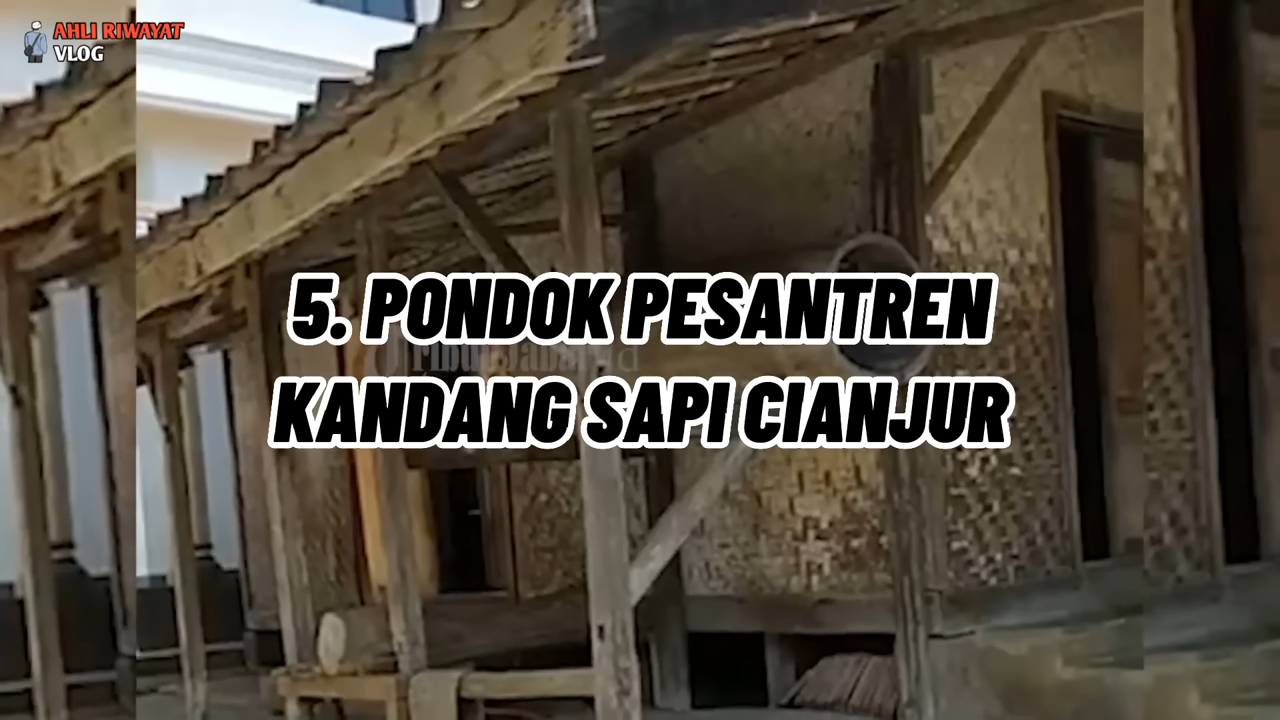 AHLI RIWAYAT
VLOG
5. PONDOK PESANTREN
KANDANG SAPI CIANJUR